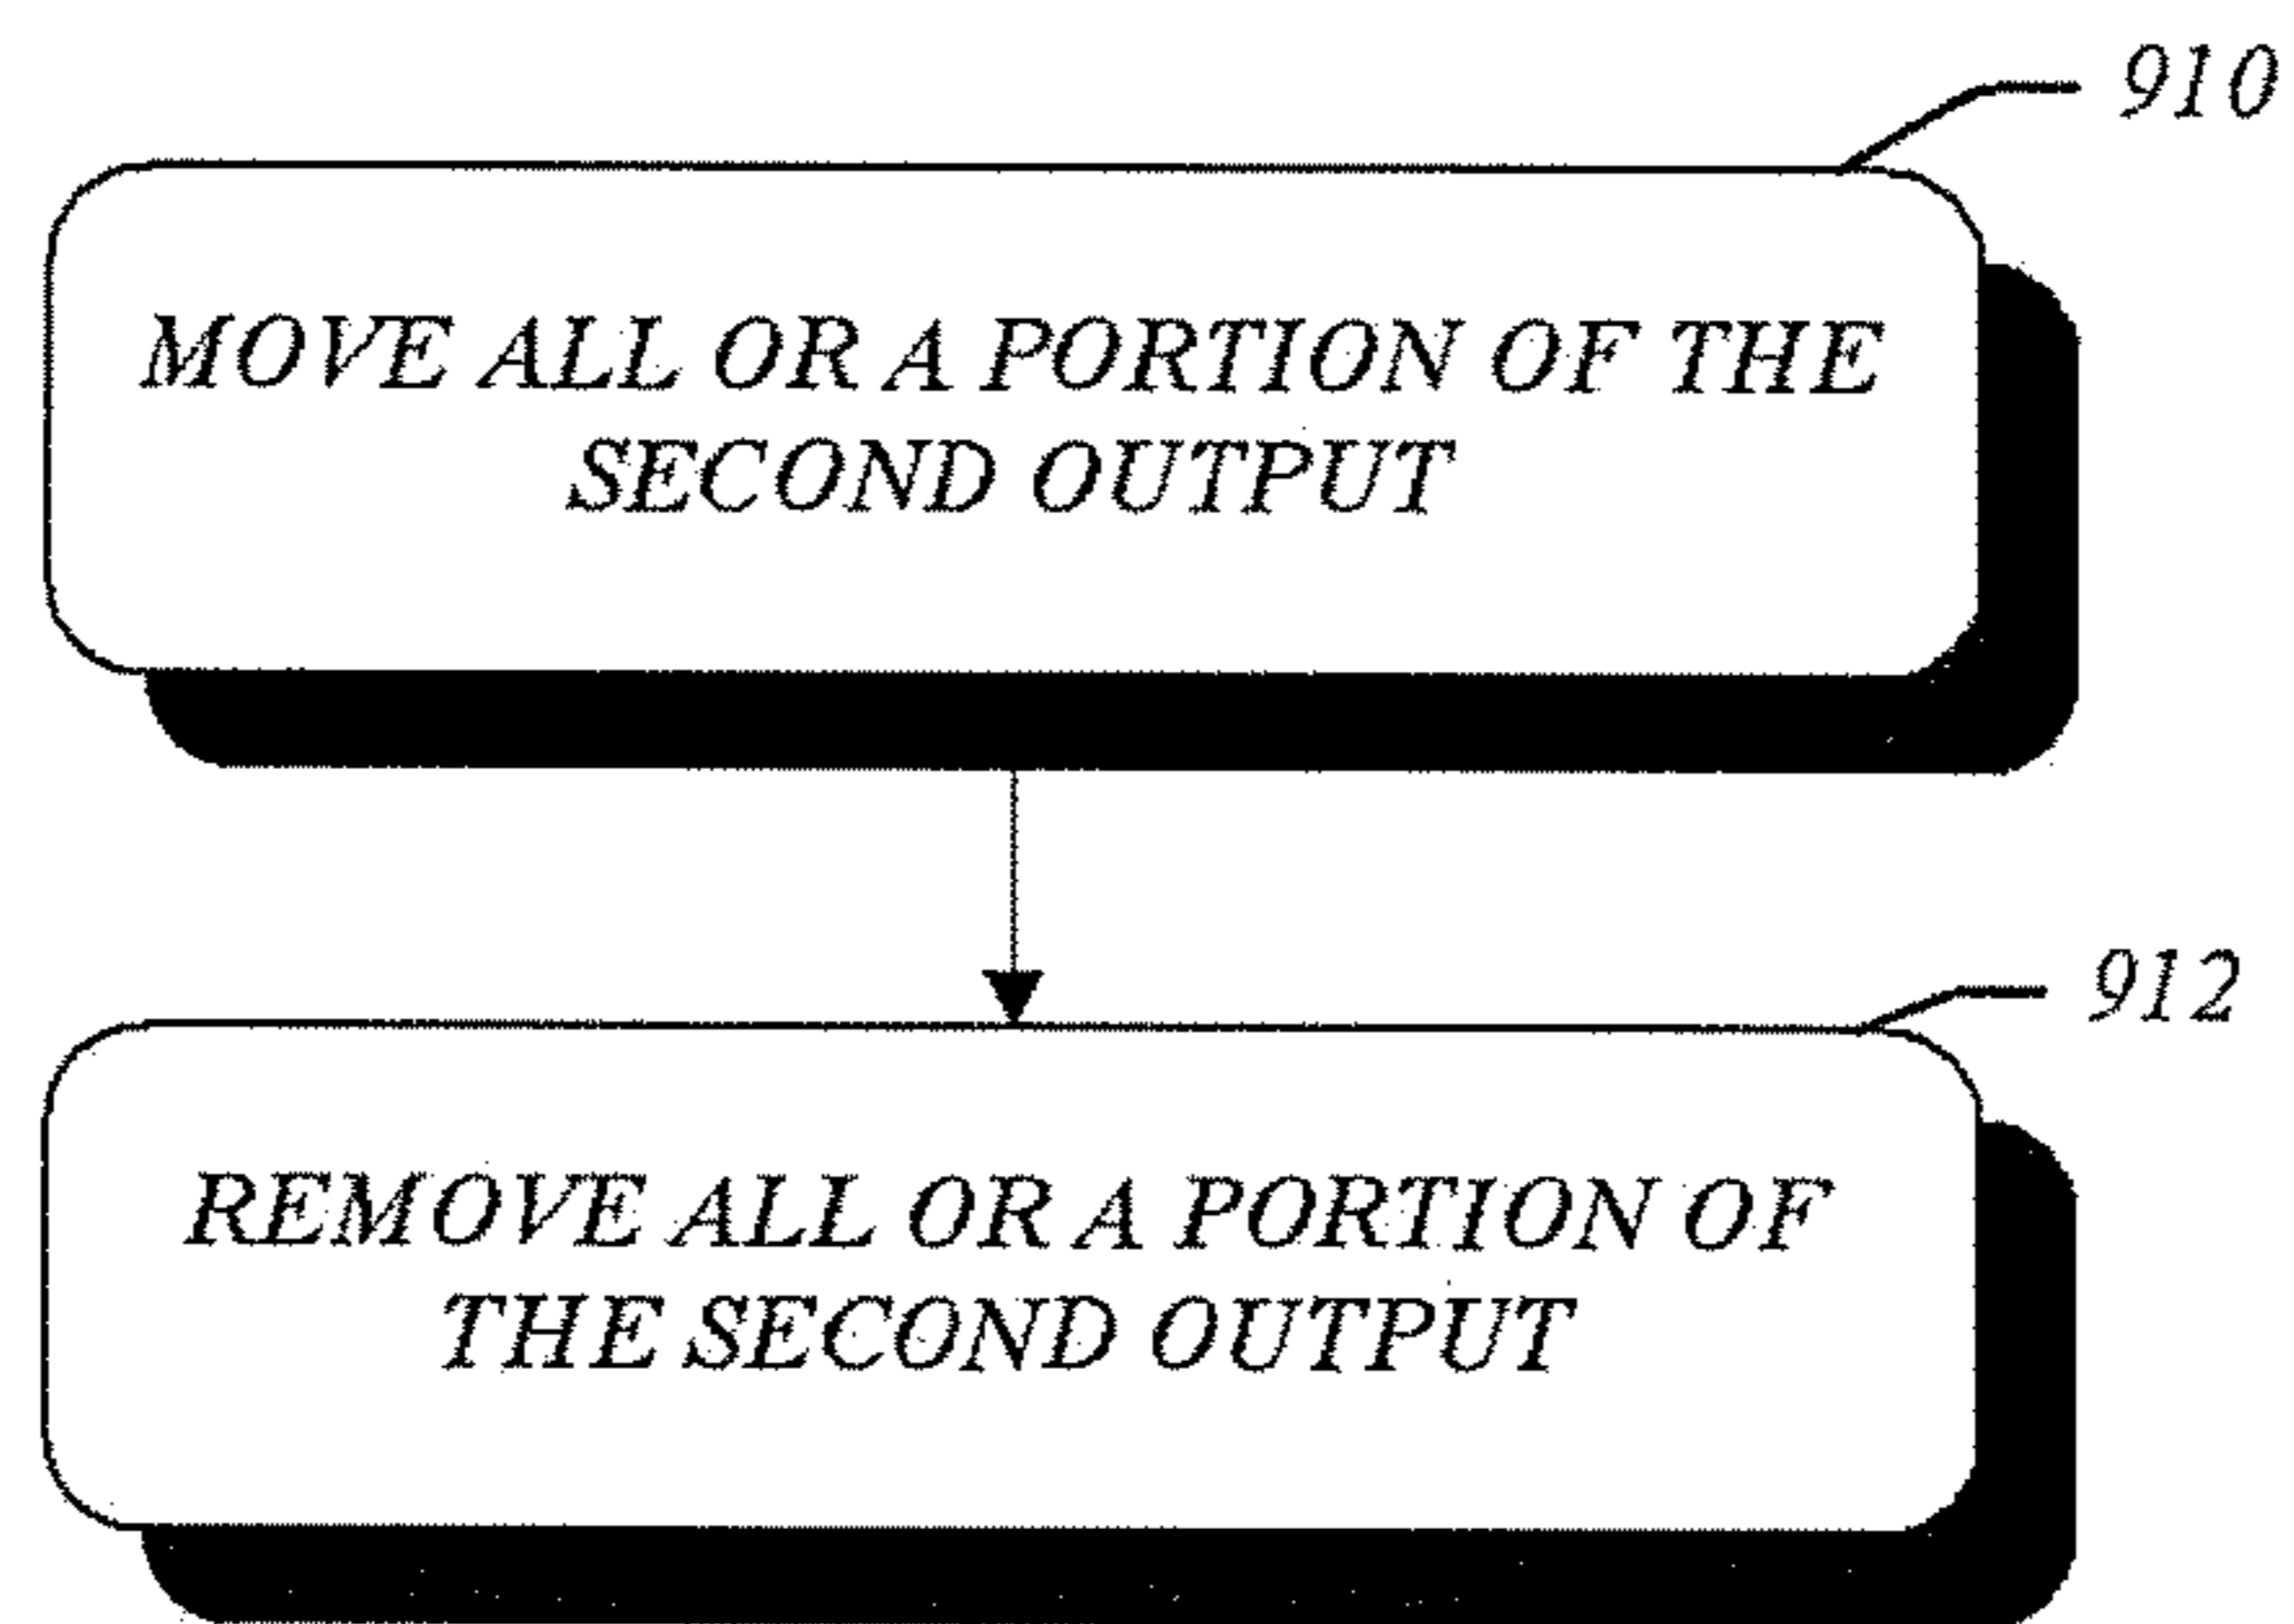 910
MOVE ALL OR A PORTION OF THE
SECOND OUTPUT
912
REMOVE ALL OR A PORTION OF
THE SECOND OUTPUT